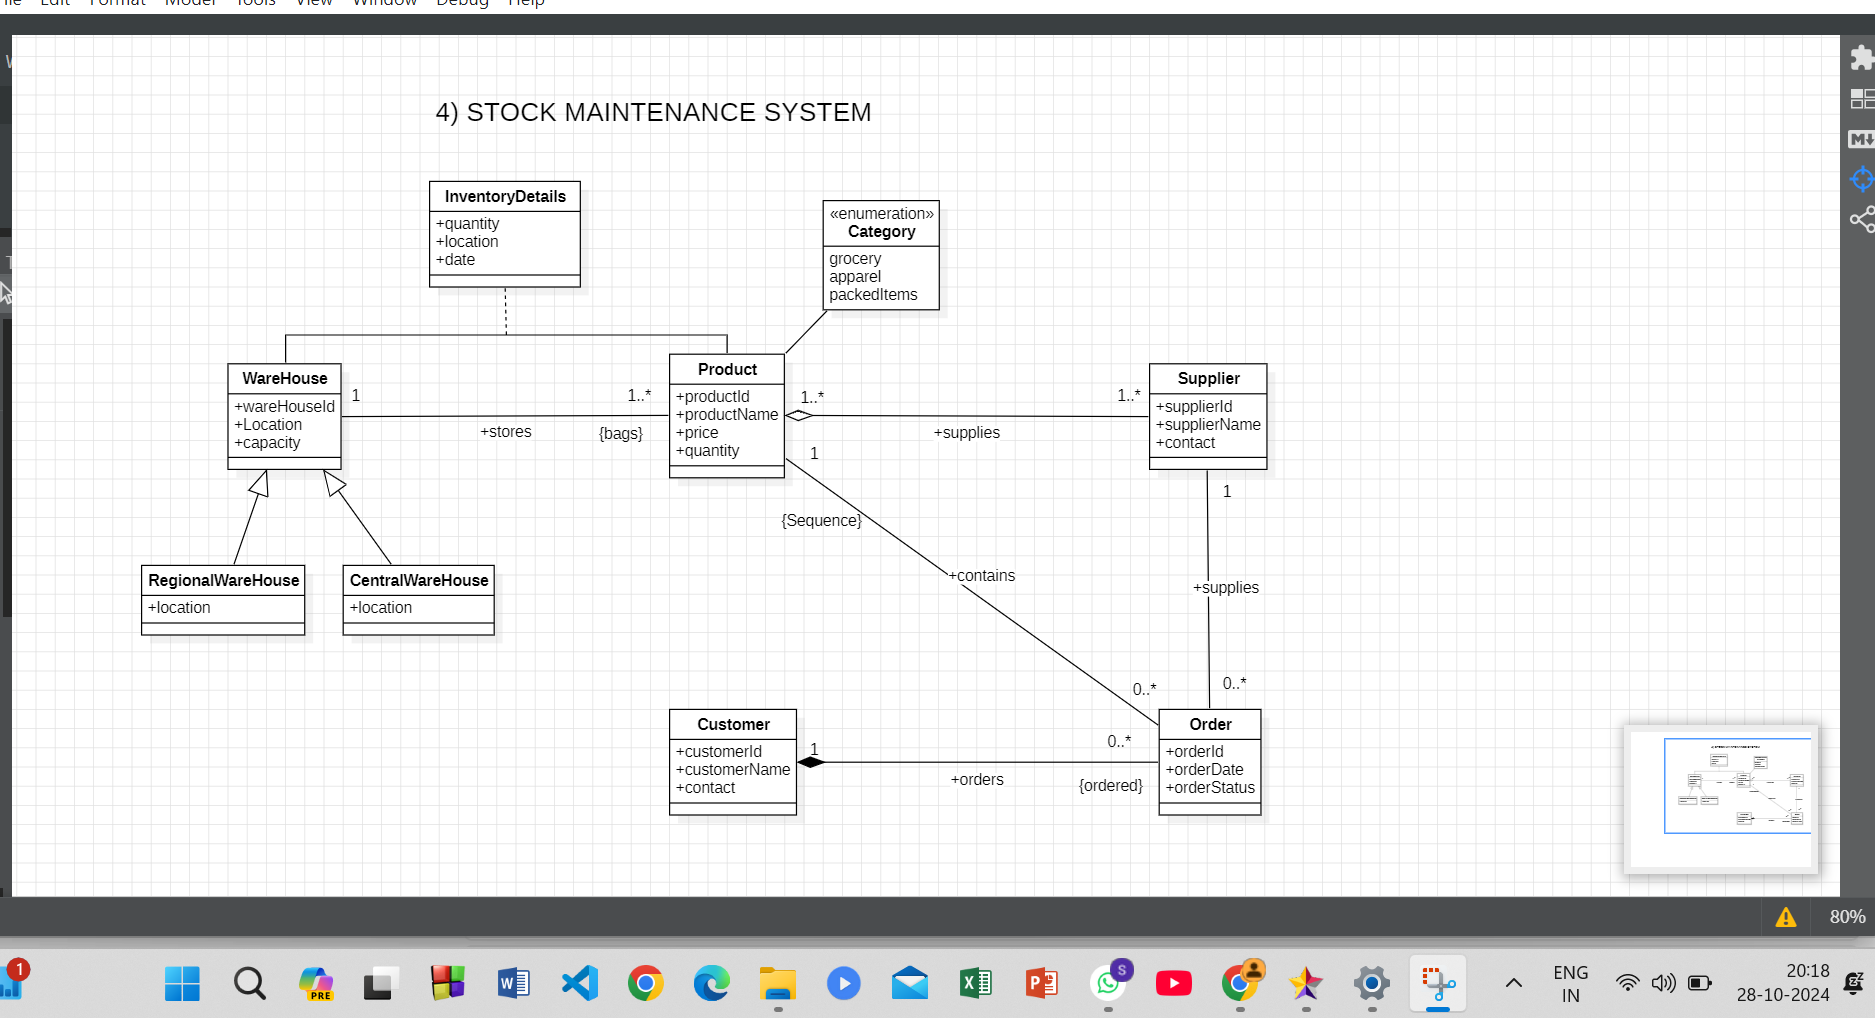 Edit Format Model Tools View Window Debug Help
4) STOCK MAINTENANCE SYSTEM
InventoryDetails
+quantity
+location
+date
«enumeration»
Category
grocery
apparel
packedItems
WareHouse
+wareHouseId
+Location
+capacity
1
1..*
+stores
{bags}
Product
+productId
+productName
+price
+quantity
1..*
1..*
+supplies
1
Supplier
+supplierId
+supplierName
+contact
1
{Sequence}
+contains
+supplies
RegionalWareHouse
+location
CentralWareHouse
+location
0..*
0..*
Customer
+customerId
+customerName
+contact
1
0..*
+orders
{ordered}
Order
+orderId
+orderDate
+orderStatus
80%
1
PRE
S
ENG
IN
20:18
28-10-2024